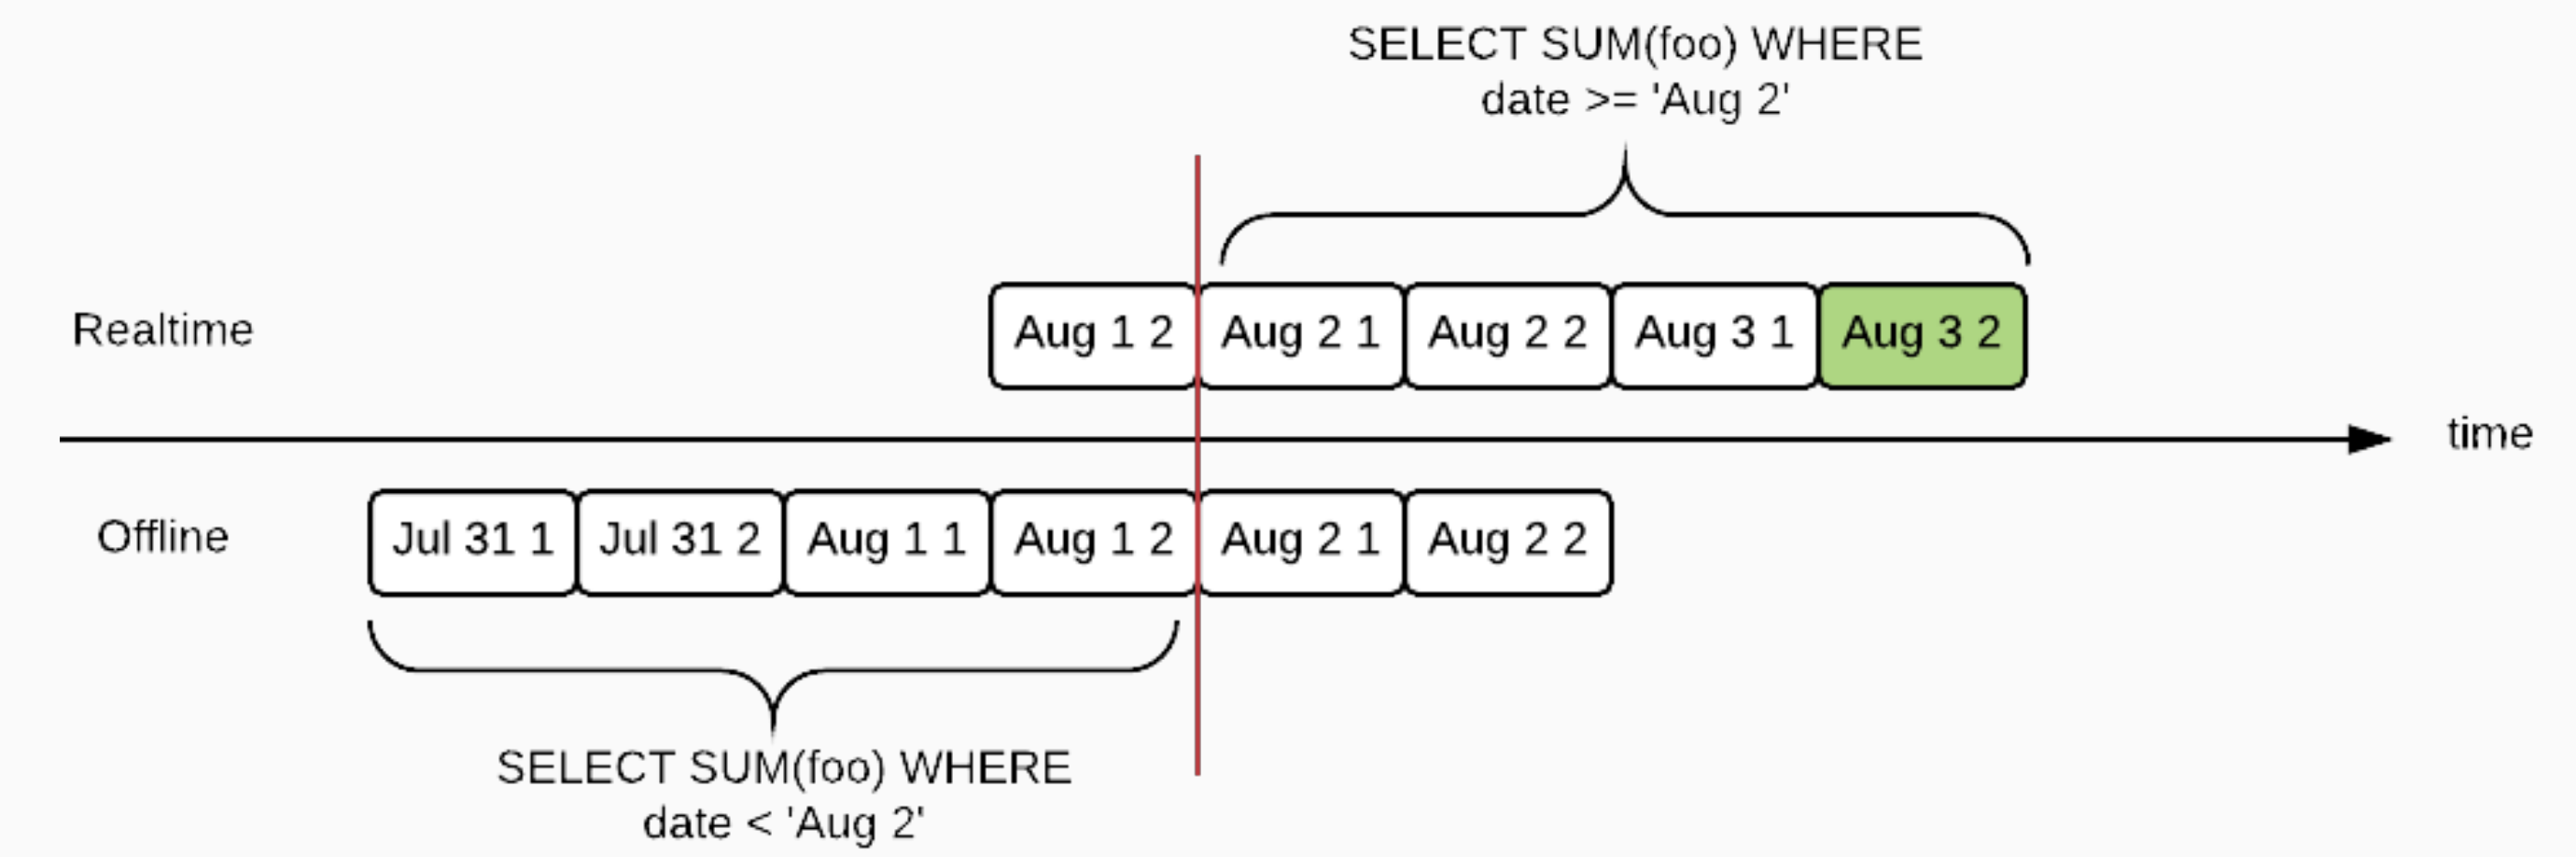 SELECT SUM(foo) WHERE
date >= 'Aug 2'
Realtime
Aug 1 2
Aug 2 1
Aug 2 2
Aug 3 1
Aug 3 2
time
Offline
Jul 31 1
Jul 31 2
Aug 1 1
Aug 1 2
Aug 2 1
Aug 2 2
SELECT SUM(foo) WHERE
date < 'Aug 2'